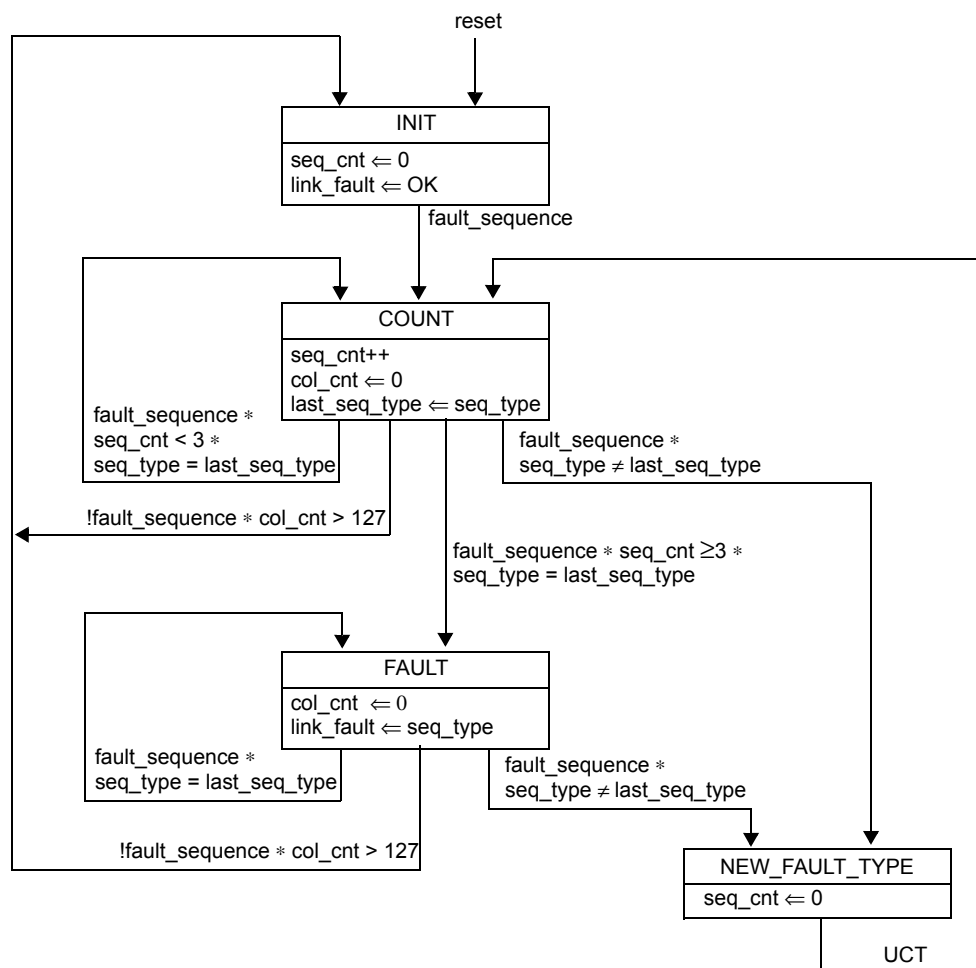 reset
INIT
seq_cnt ⇐ 0
link_fault ⇐ OK
fault_sequence
COUNT
seq_cnt++
col_cnt ⇐ 0
last_seq_type ⇐ seq_type
fault_sequence *
seq_cnt < 3 *
seq_type = last_seq_type
fault_sequence *
seq_type ≠ last_seq_type
!fault_sequence * col_cnt > 127
fault_sequence * seq_cnt ≥3 *
seq_type = last_seq_type
FAULT
col_cnt ⇐ 0
link_fault ⇐ seq_type
fault_sequence *
seq_type = last_seq_type
fault_sequence *
seq_type ≠ last_seq_type
!fault_sequence * col_cnt > 127
NEW_FAULT_TYPE
seq_cnt ⇐ 0
UCT